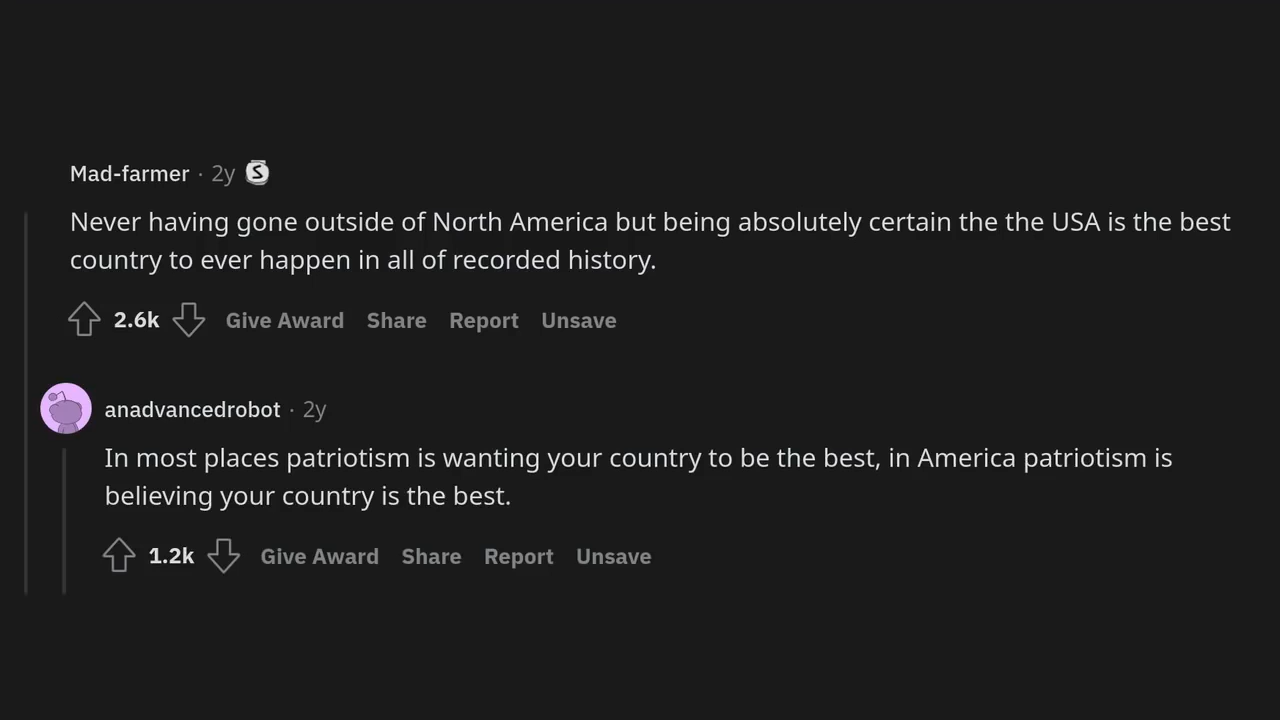 Mad-farmer · 2y S
Never having gone outside of North America but being absolutely certain the the USA is the best
country to ever happen in all of recorded history.
2.6k Give Award Share Report Unsave
anadvancedrobot · 2y
In most places patriotism is wanting your country to be the best, in America patriotism is
believing your country is the best.
1.2k Give Award Share Report Unsave